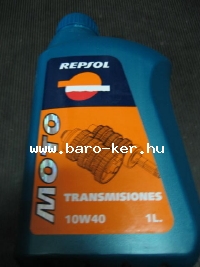 REPSOL
www.baro-ker.hu
MOTO
TRANSMISIONES
10W40 1L.